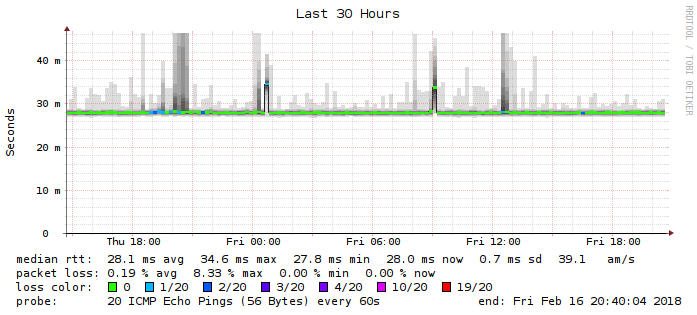 Last 30 Hours
RRDTOOL / TOBI OETIKER
Seconds
40 m
30 m
20 m
10 m
0
Thu 18:00 Fri 00:00 Fri 06:00 Fri 12:00 Fri 18:00
median rtt: 28.1 ms avg 34.6 ms max 27.8 ms min 28.0 ms now 0.7 ms sd 39.1 am/s
packet loss: 0.19 % avg 8.33 % max 0.00 % min 0.00 % now
loss color: 0 1/20 2/20 3/20 4/20 10/20 19/20
probe: 20 ICMP Echo Pings (56 Bytes) every 60s end: Fri Feb 16 20:40:04 2018